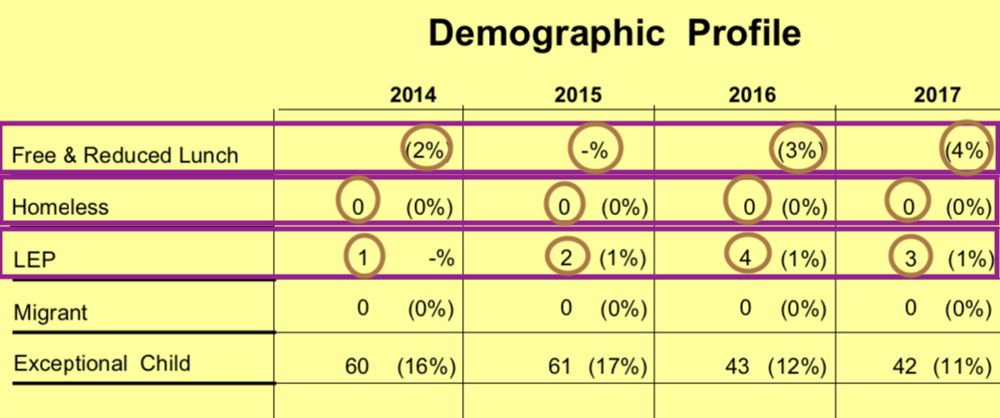 Demographic Profile
2014 2015 2016 2017
Free & Reduced Lunch (2%) -% (3%) (4%)
Homeless 0 (0%) 0 (0%) 0 (0%) 0 (0%)
LEP 1 -% 2 (1%) 4 (1%) 3 (1%)
Migrant 0 (0%) 0 (0%) 0 (0%) 0 (0%)
Exceptional Child 60 (16%) 61 (17%) 43 (12%) 42 (11%)